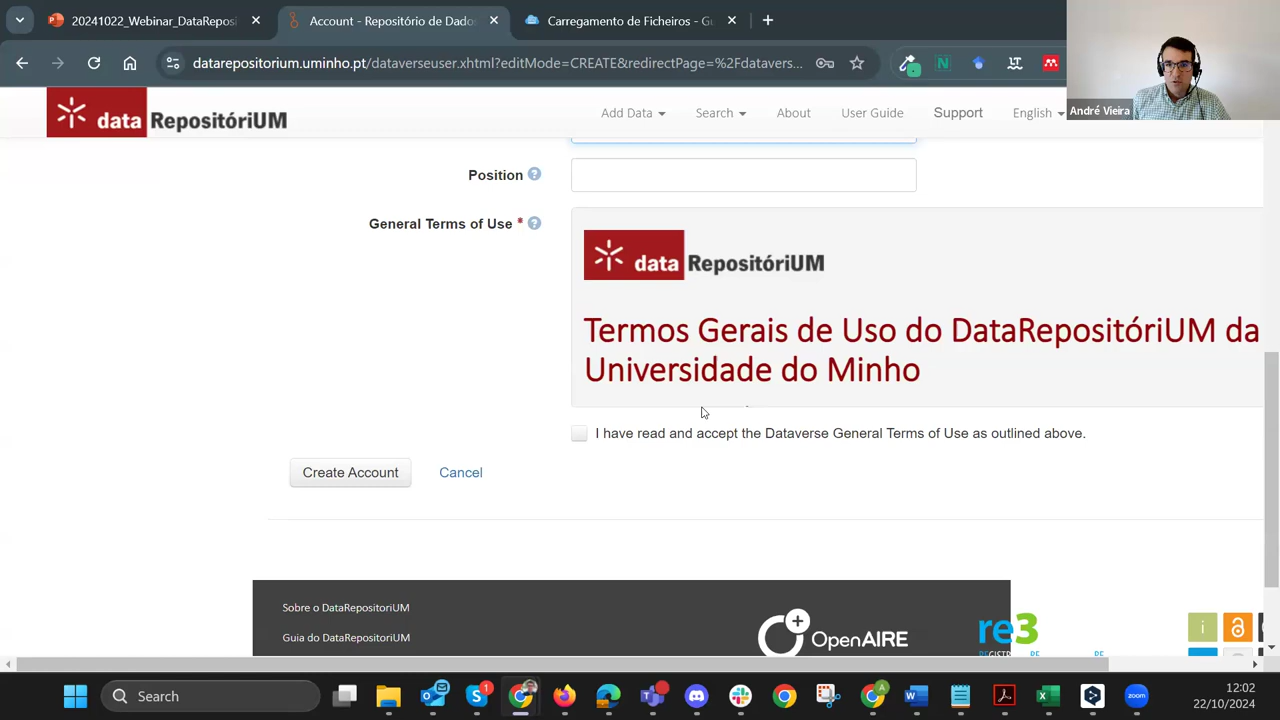 20241022_Webinar_DataReposi
Account - Repositório de Dado
Carregamento de Ficheiros - Gu
datarepositorium.uminho.pt/dataverseuser.xhtml?editMode=CREATE&redirectPage=%2Fdatavers...
André Vieira
data RepositóriUM
Add Data
Search
About
User Guide
Support
English
Position
General Terms of Use *
data RepositóriUM
Termos Gerais de Uso do DataRepositóriUM da
Universidade do Minho
I have read and accept the Dataverse General Terms of Use as outlined above.
Create Account
Cancel
Sobre o DataRepositoriUM
Guia do DataRepositoriUM
OpenAIRE
re3
Search
12:02
22/10/2024